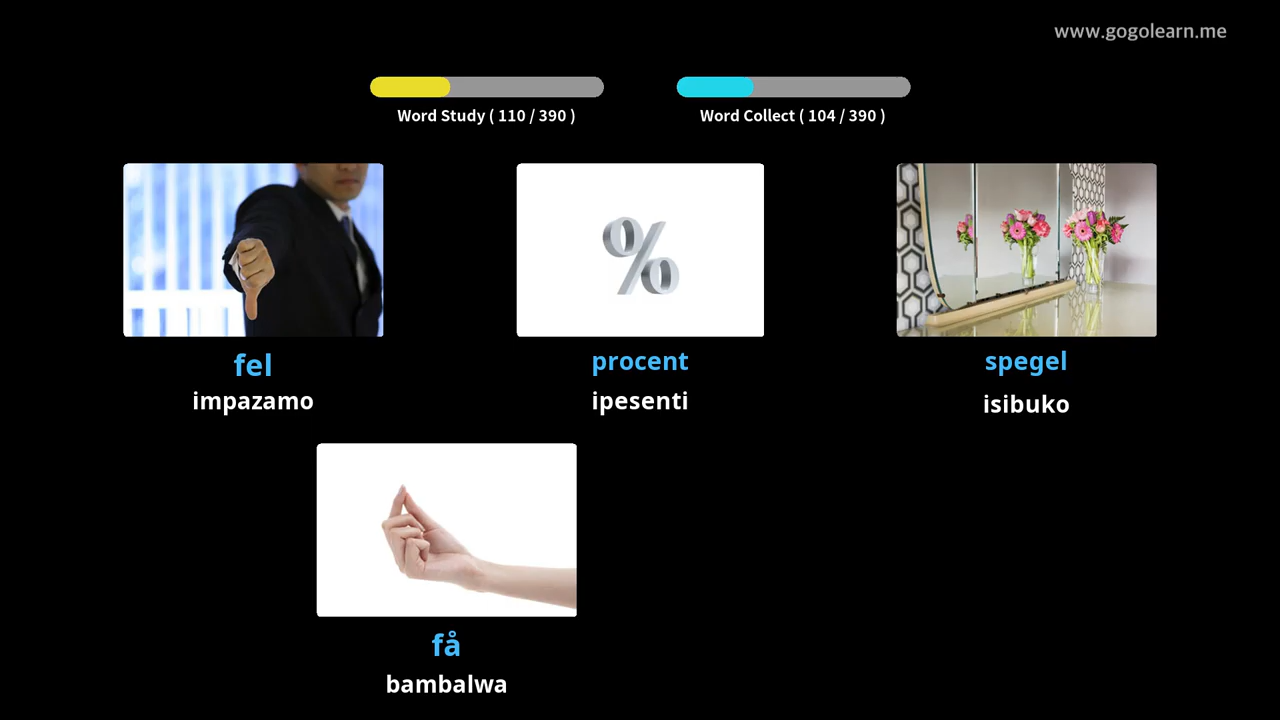 www.gogolearn.me
Word Study ( 110 / 390 )
Word Collect ( 104 / 390 )
%
fel
impazamo
procent
ipesenti
spegel
isibuko
få
bambalwa